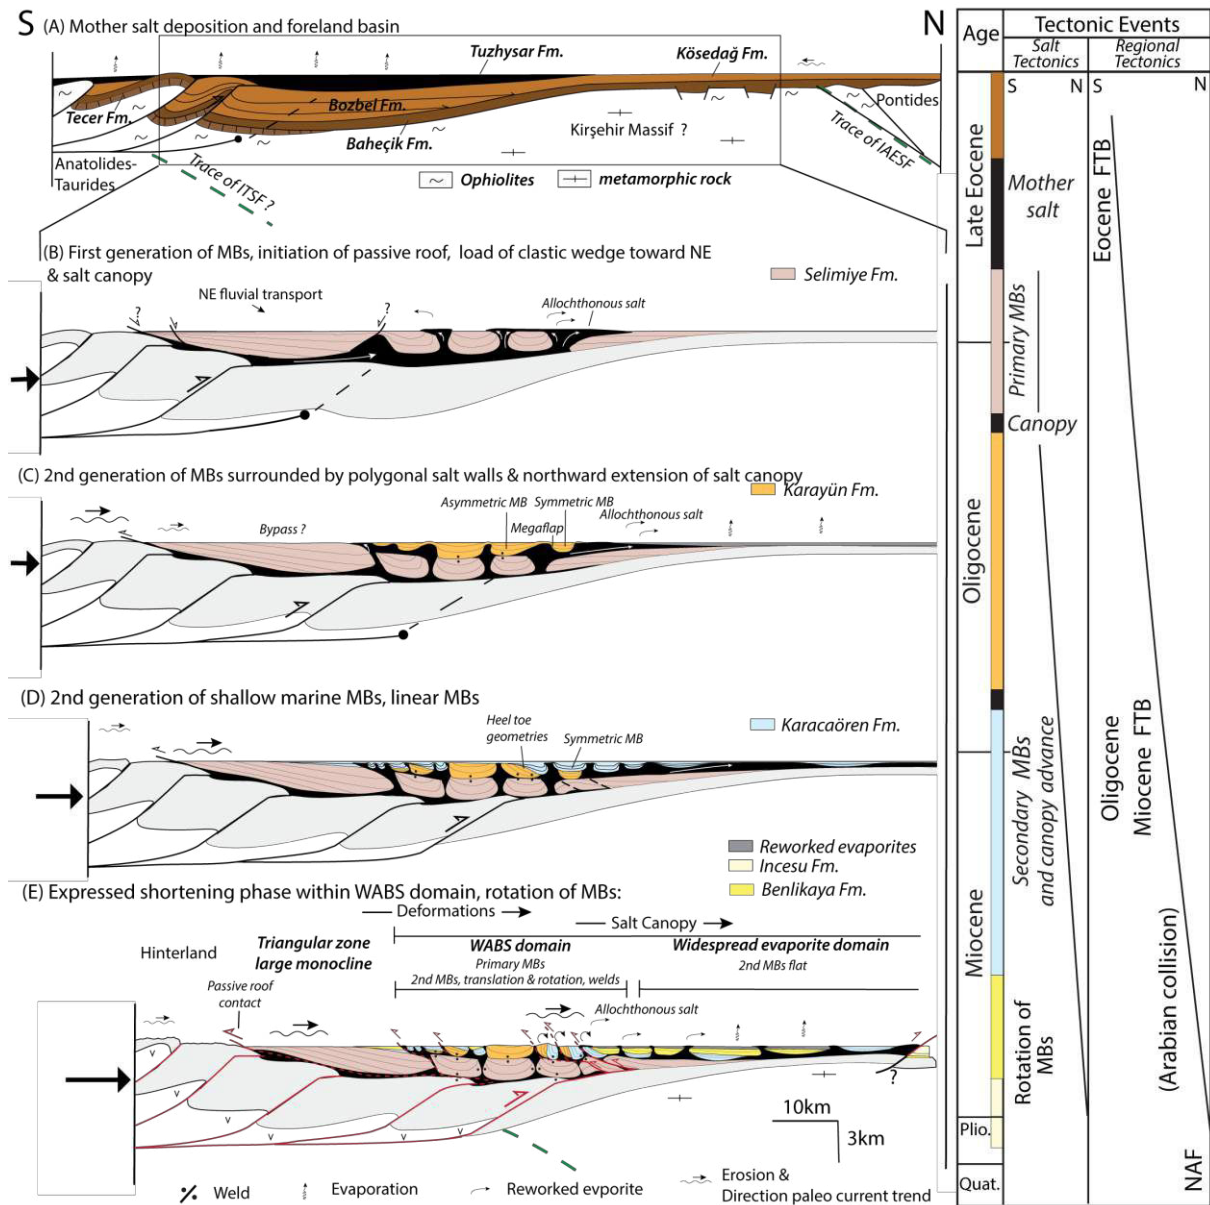 S
(A) Mother salt deposition and foreland basin
N
Tuzhysar Fm.
Kösedağ Fm.
Tecer Fm.
Bozbel Fm.
Baheçik Fm.
Kirşehir Massif ?
Pontides
Trace of IAESF
Anatolides-
Taurides
Trace of ITSF ?
Ophiolites
metamorphic rock
(B) First generation of MBs, initiation of passive roof, load of clastic wedge toward NE
& salt canopy
Selimiye Fm.
NE fluvial transport
Allochthonous salt
?
?
(C) 2nd generation of MBs surrounded by polygonal salt walls & northward extension of salt canopy
Karayün Fm.
Asymmetric MB
Symmetric MB
Bypass ?
Megaflap
Allochthonous salt
(D) 2nd generation of shallow marine MBs, linear MBs
Karacaören Fm.
Heel toe
geometries
Symmetric MB
Reworked evaporites
Incesu Fm.
Benlikaya Fm.
(E) Expressed shortening phase within WABS domain, rotation of MBs:
Deformations
Salt Canopy
Hinterland
Triangular zone
large monocline
WABS domain
Primary MBs
2nd MBs, translation & rotation, welds
Widespread evaporite domain
2nd MBs flat
Passive roof
contact
Allochthonous salt
?
10km
3km
Weld
Evaporation
Reworked evporite
Erosion &
Direction paleo current trend
Age
Tectonic Events
Salt
Tectonics
Regional
Tectonics
S
N
S
N
Late Eocene
Oligocene
Miocene
Plio.
Quat.
Mother
salt
Primary MBs
Canopy
Secondary MBs
and canopy advance
Rotation of
MBs
Eocene FTB
Oligocene
Miocene FTB
(Arabian collision)
NAF